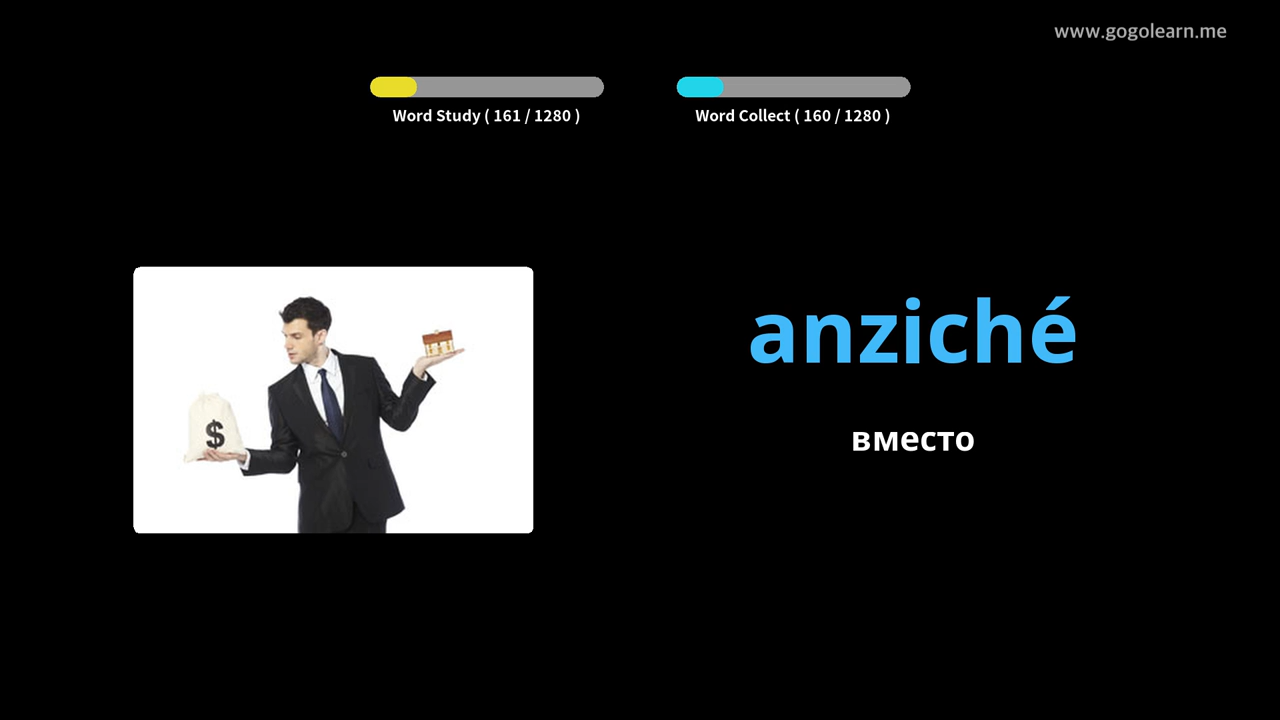 www.gogolearn.me
Word Study ( 161 / 1280 )
Word Collect ( 160 / 1280 )
$
anziché
вместо